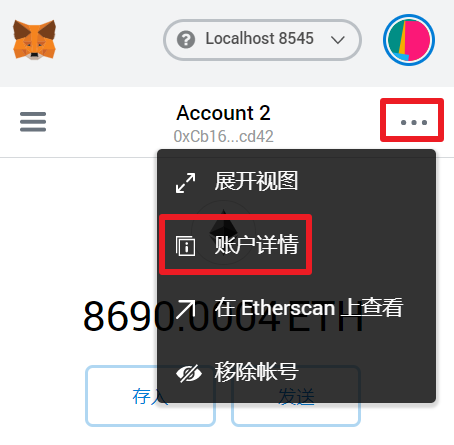 Localhost 8545
Account 2
0xCb16...cd42
展开视图
账户详情
8690.0004 ETH
在 Etherscan 上查看
移除帐号
存入
发送